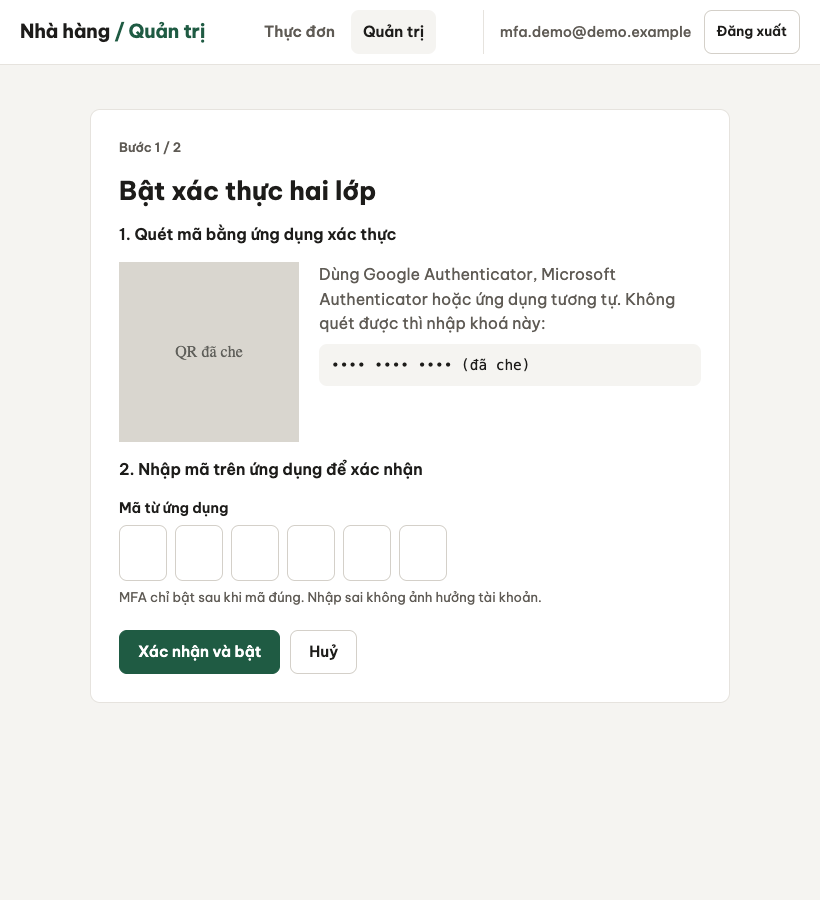 Nhà hàng / Quản trị
Thực đơn
Quản trị
mfa.demo@demo.example
Đăng xuất
Bước 1 / 2
Bật xác thực hai lớp
1. Quét mã bằng ứng dụng xác thực
QR đã che
Dùng Google Authenticator, Microsoft
Authenticator hoặc ứng dụng tương tự. Không
quét được thì nhập khoá này:
•••• •••• •••• (đã che)
2. Nhập mã trên ứng dụng để xác nhận
Mã từ ứng dụng
MFA chỉ bật sau khi mã đúng. Nhập sai không ảnh hưởng tài khoản.
Xác nhận và bật
Huỷ